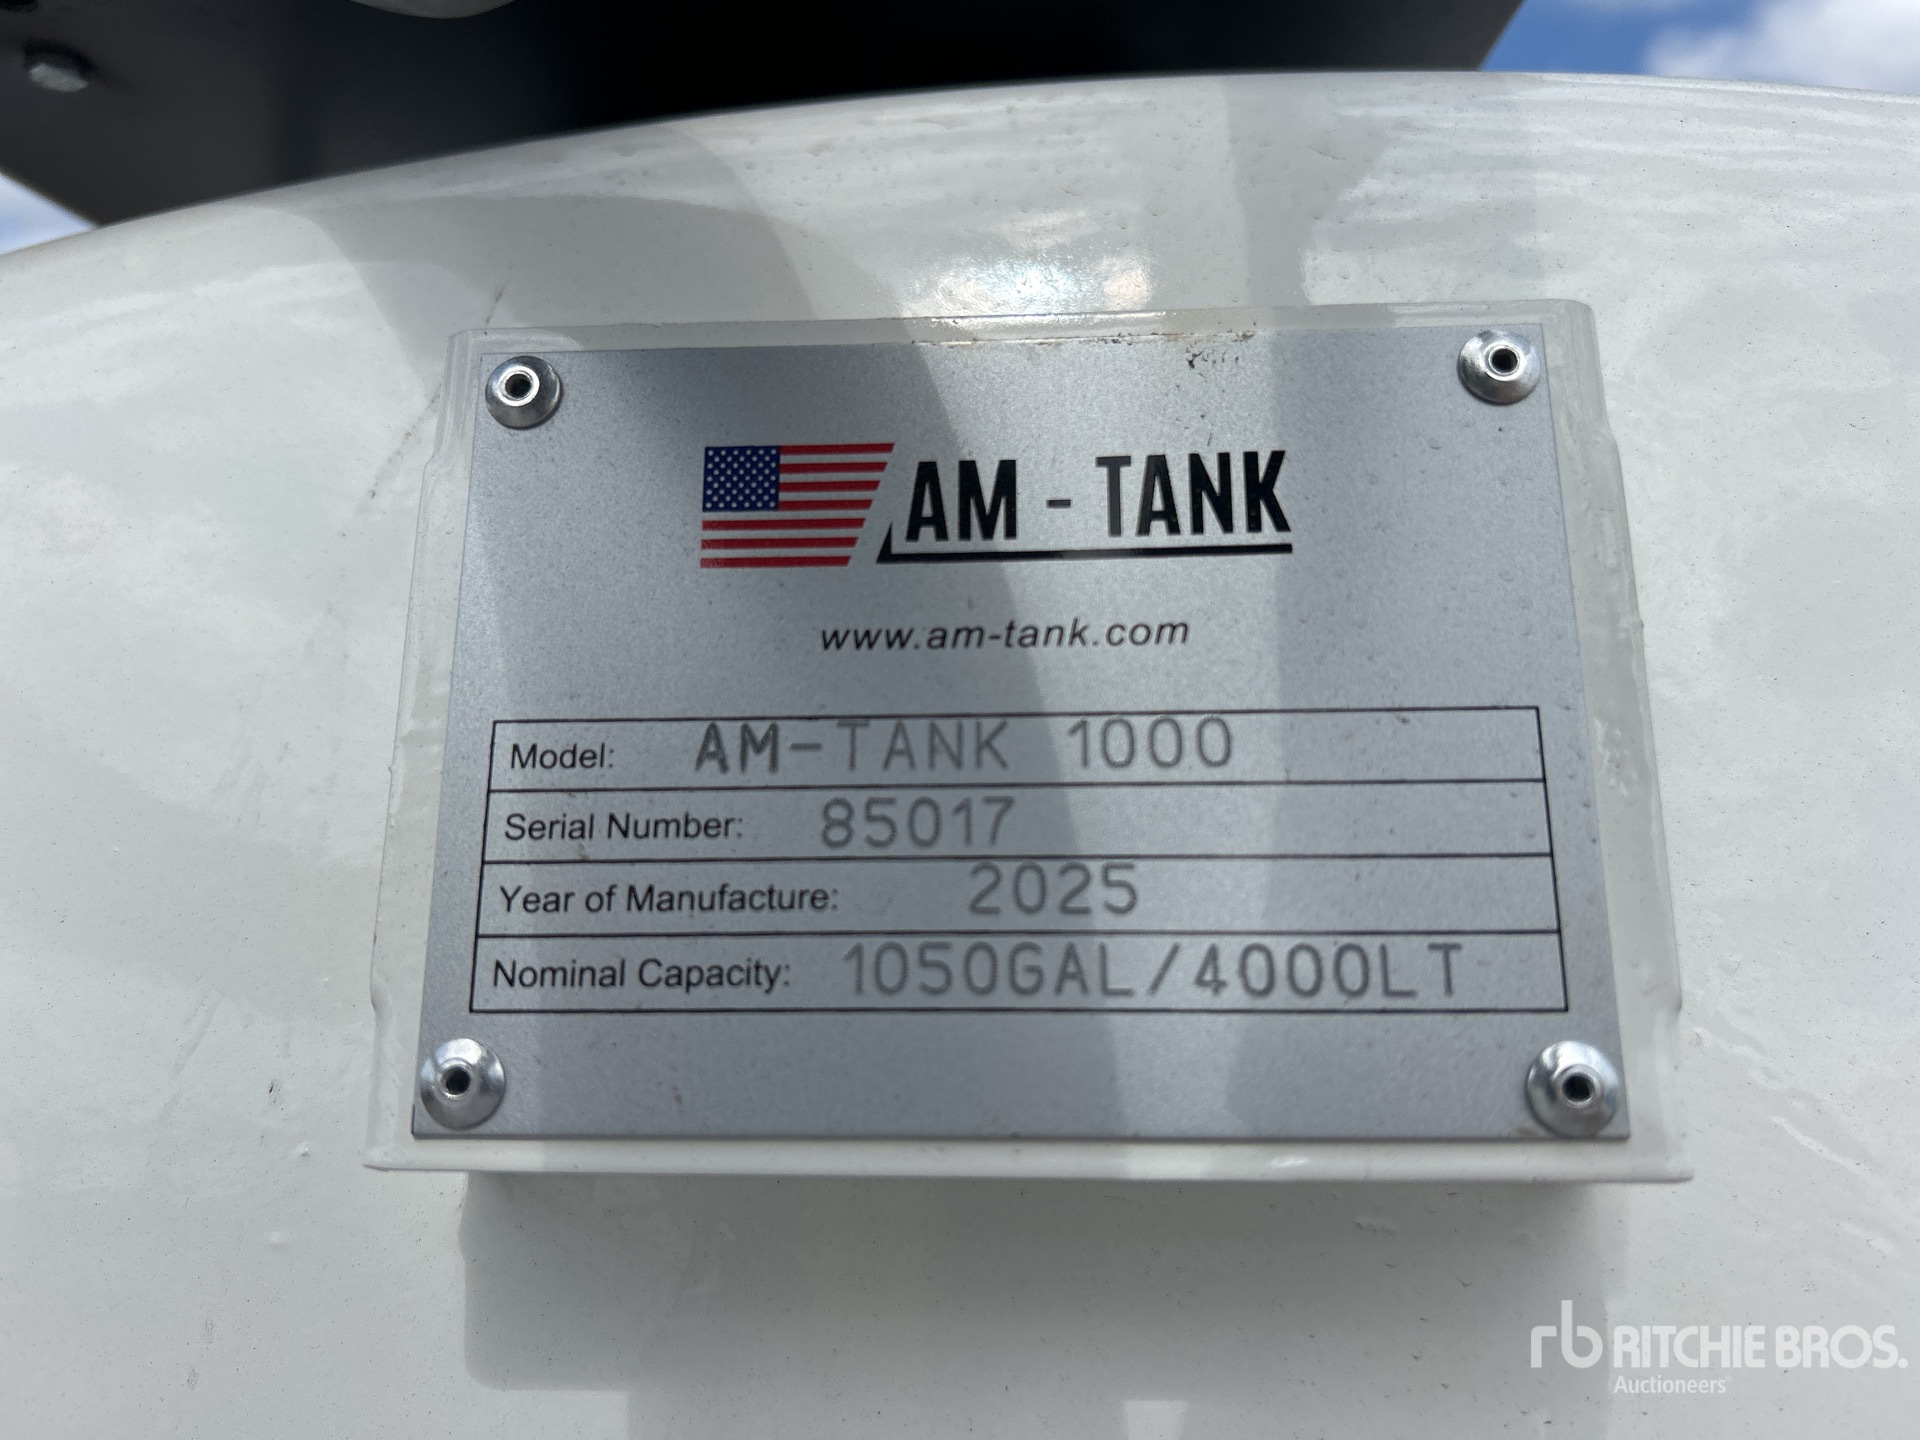 AM - TANK
www.am-tank.com
Model: AM-TANK 1000
Serial Number: 85017
Year of Manufacture: 2025
Nominal Capacity: 1050GAL/4000LT
rb RITCHIE BROS.
Auctioneers